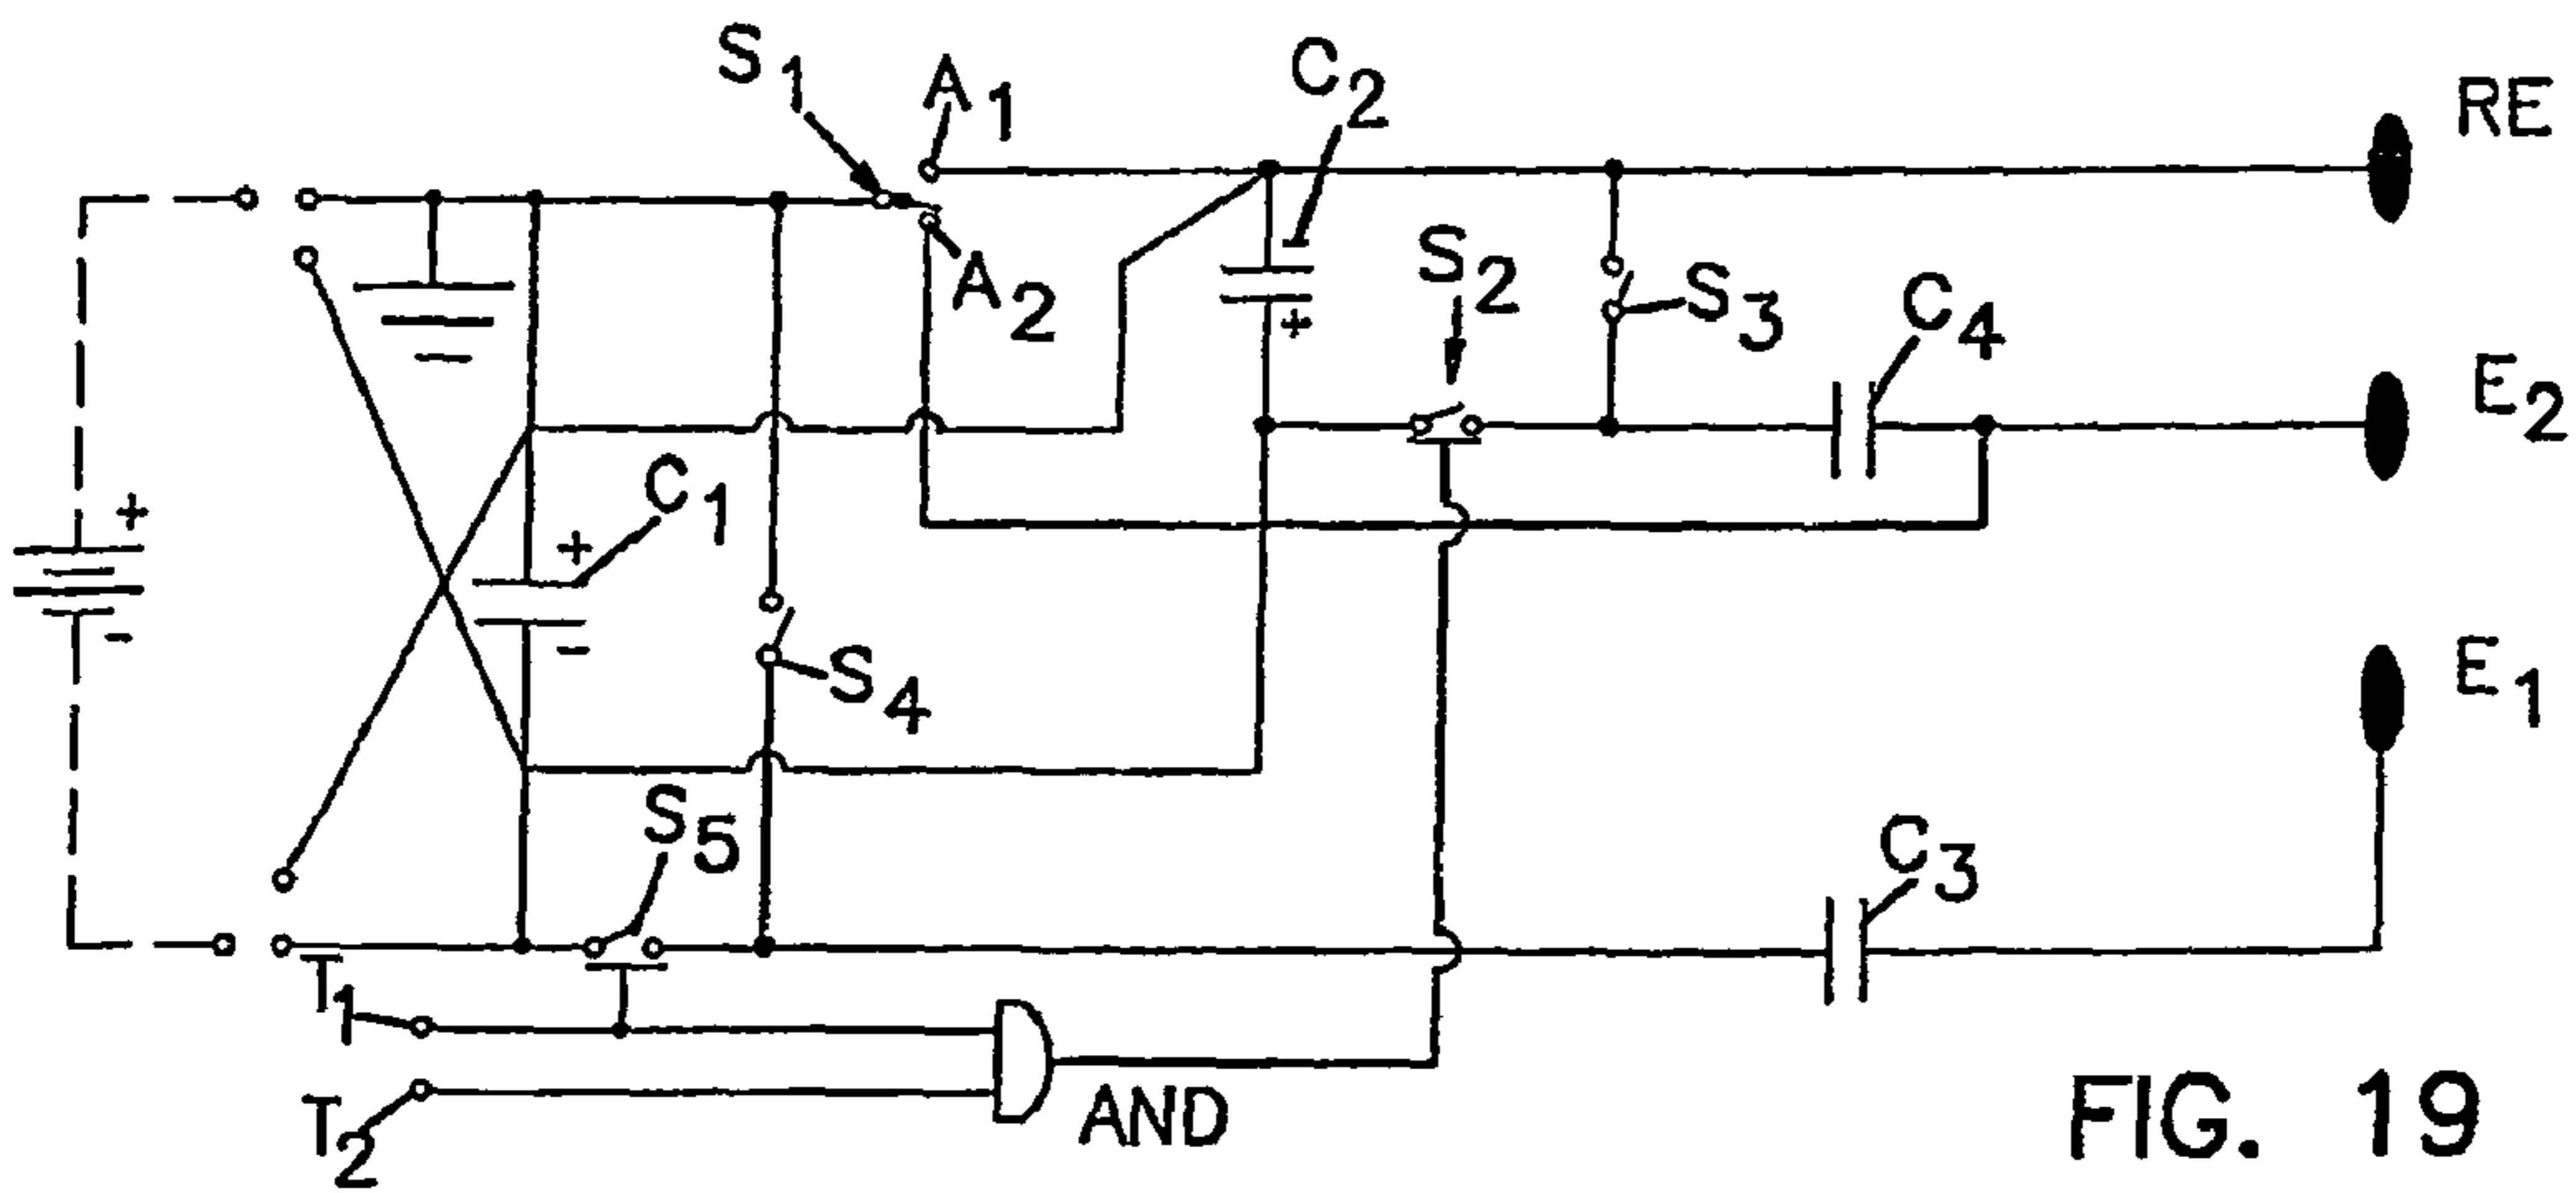 S1
A1
C2
RE
A2
S2
S3
C4
E2
+
+
C1
+
-
-
S4
E1
S5
C3
T1
T2
AND
FIG. 19